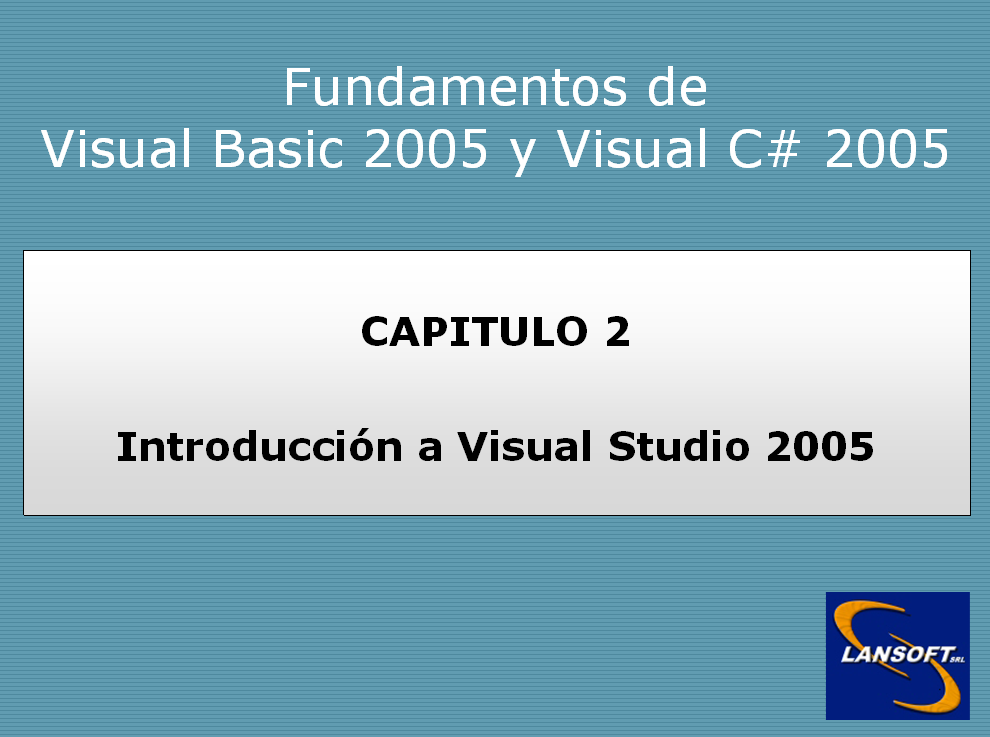 Fundamentos de
Visual Basic 2005 y Visual C# 2005
CAPITULO 2
Introducción a Visual Studio 2005
LANSOFT SRL